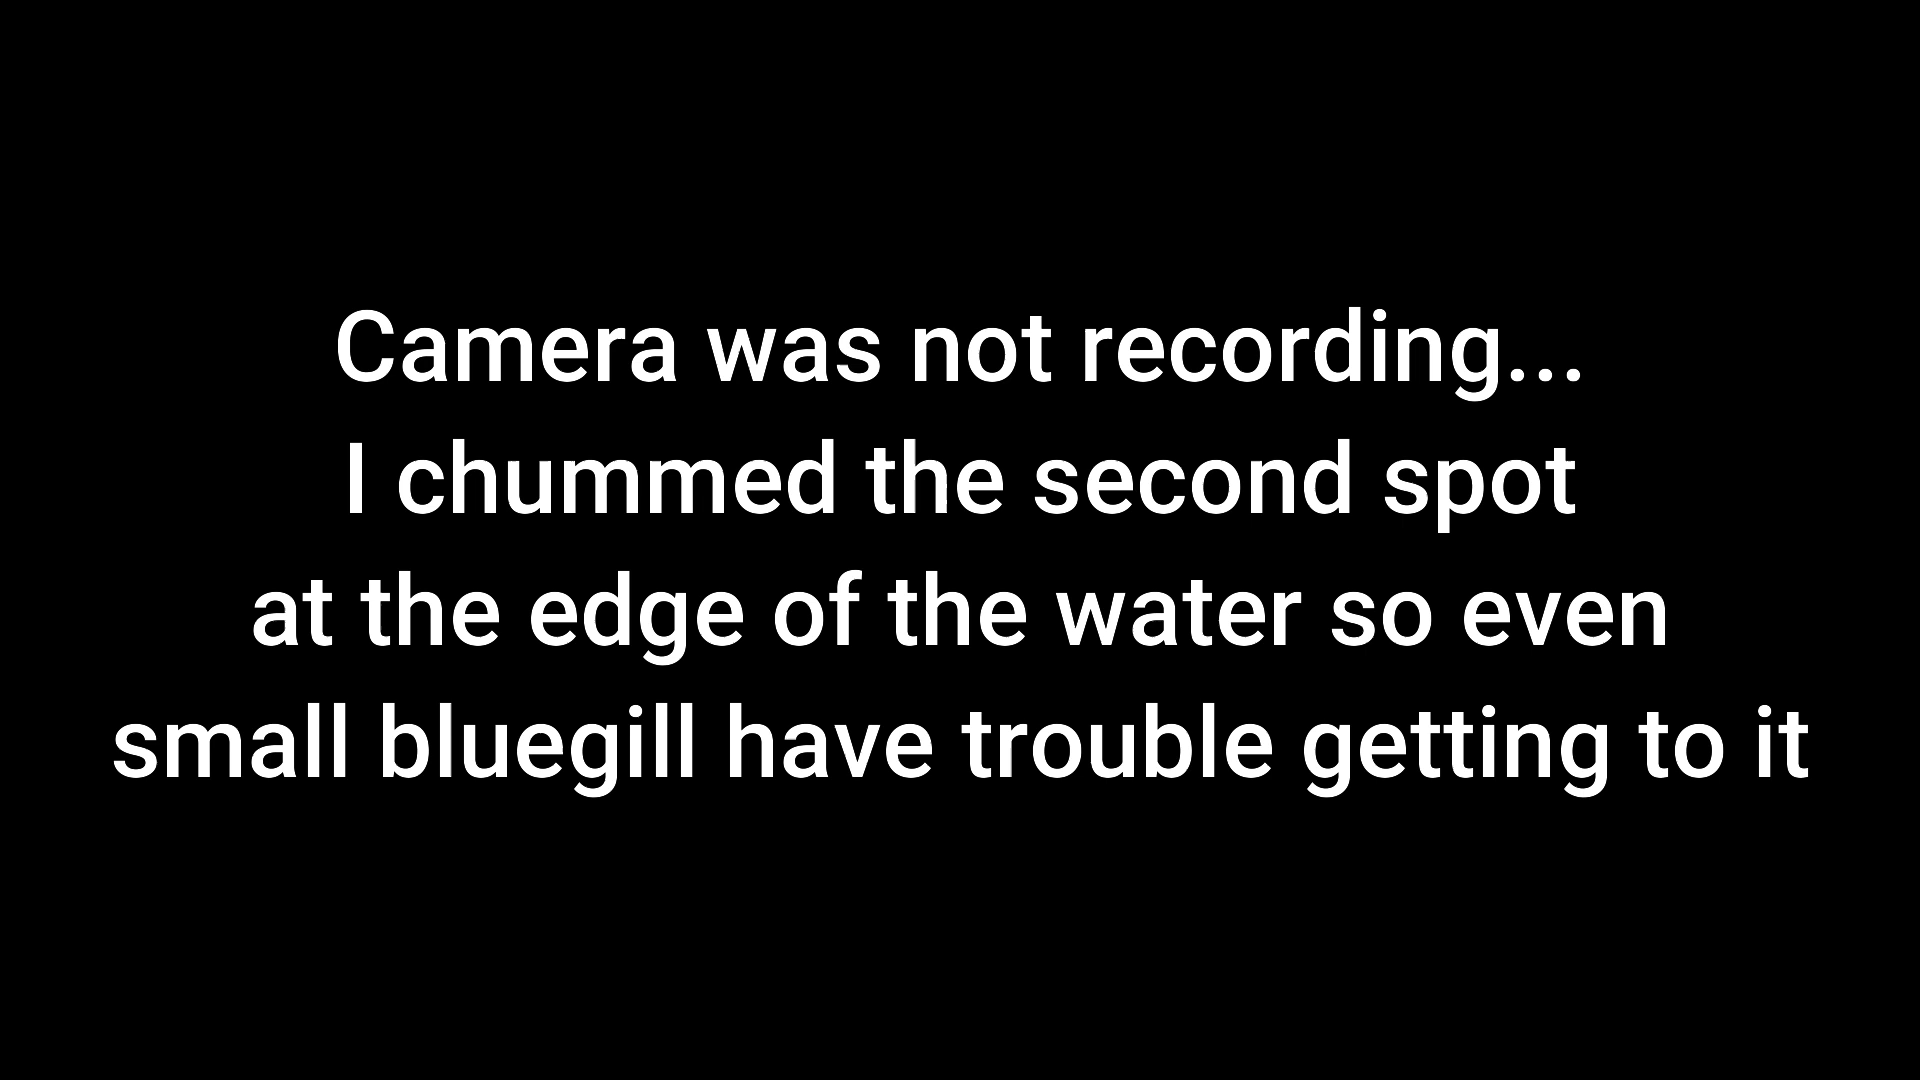 Camera was not recording...
I chummed the second spot
at the edge of the water so even
small bluegill have trouble getting to it